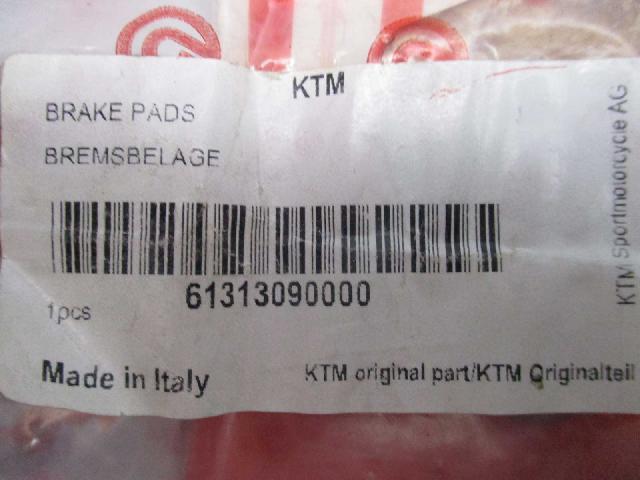 KTM
BRAKE PADS
BREMSBELAGE
61313090000
1pcs
Made in Italy
KTM original part/KTM Originalteil
KTM Sportmotorcycle AG